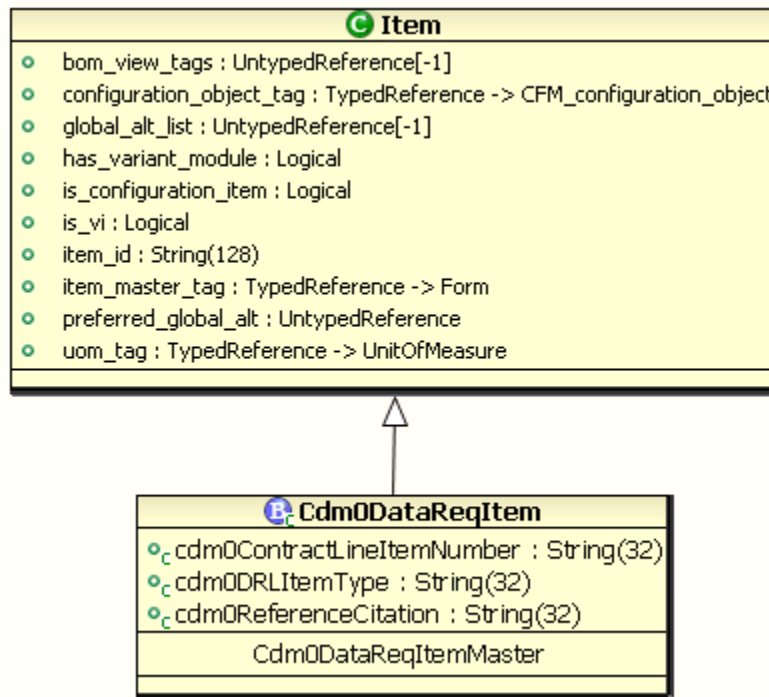 Item
bom_view_tags : UntypedReference[-1]
configuration_object_tag : TypedReference -> CFM_configuration_object
global_alt_list : UntypedReference[-1]
has_variant_module : Logical
is_configuration_item : Logical
is_vi : Logical
item_id : String(128)
item_master_tag : TypedReference -> Form
preferred_global_alt : UntypedReference
uom_tag : TypedReference -> UnitOfMeasure
Cdm0DataReqItem
cdm0ContractLineItemNumber : String(32)
cdm0DRLItemType : String(32)
cdm0ReferenceCitation : String(32)
Cdm0DataReqItemMaster